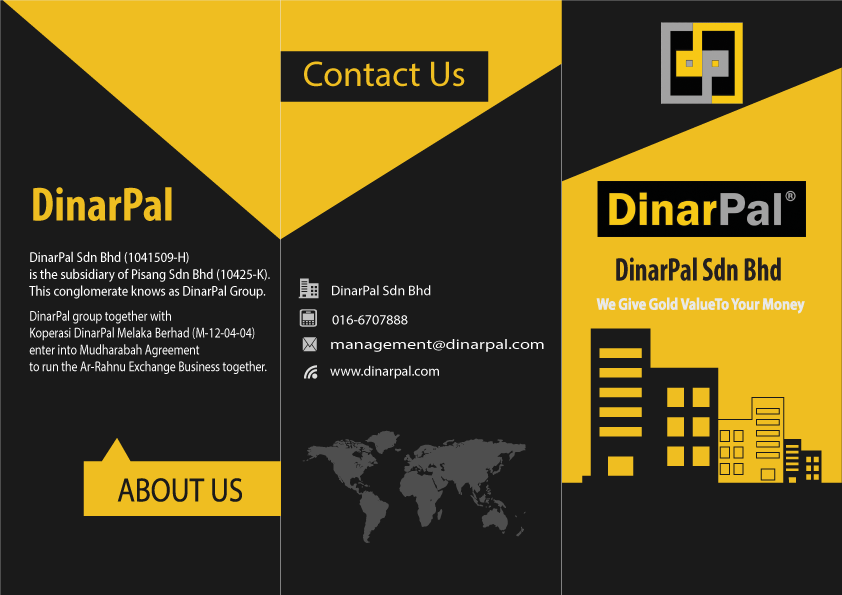 DinarPal
DinarPal Sdn Bhd (1041509-H)
is the subsidiary of Pisang Sdn Bhd (10425-K).
This conglomerate knows as DinarPal Group.
DinarPal group together with
Koperasi DinarPal Melaka Berhad (M-12-04-04)
enter into Mudharabah Agreement
to run the Ar-Rahnu Exchange Business together.
ABOUT US
Contact Us
DinarPal Sdn Bhd
016-6707888
management@dinarpal.com
www.dinarpal.com
dp
DinarPal®
DinarPal Sdn Bhd
We Give Gold ValueTo Your Money